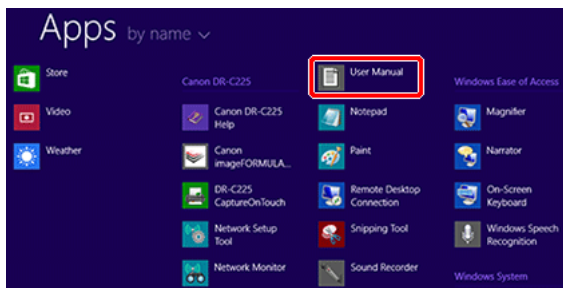 Apps by name
Store
Video
Weather
Canon DR-C225
Canon DR-C225
Help
Canon
imageFORMULA...
DR-C225
CaptureOnTouch
Network Setup
Tool
Network Monitor
User Manual
Notepad
Paint
Remote Desktop
Connection
Snipping Tool
Sound Recorder
Windows Ease of Access
Magnifier
Narrator
On-Screen
Keyboard
Windows Speech
Recognition
Windows System